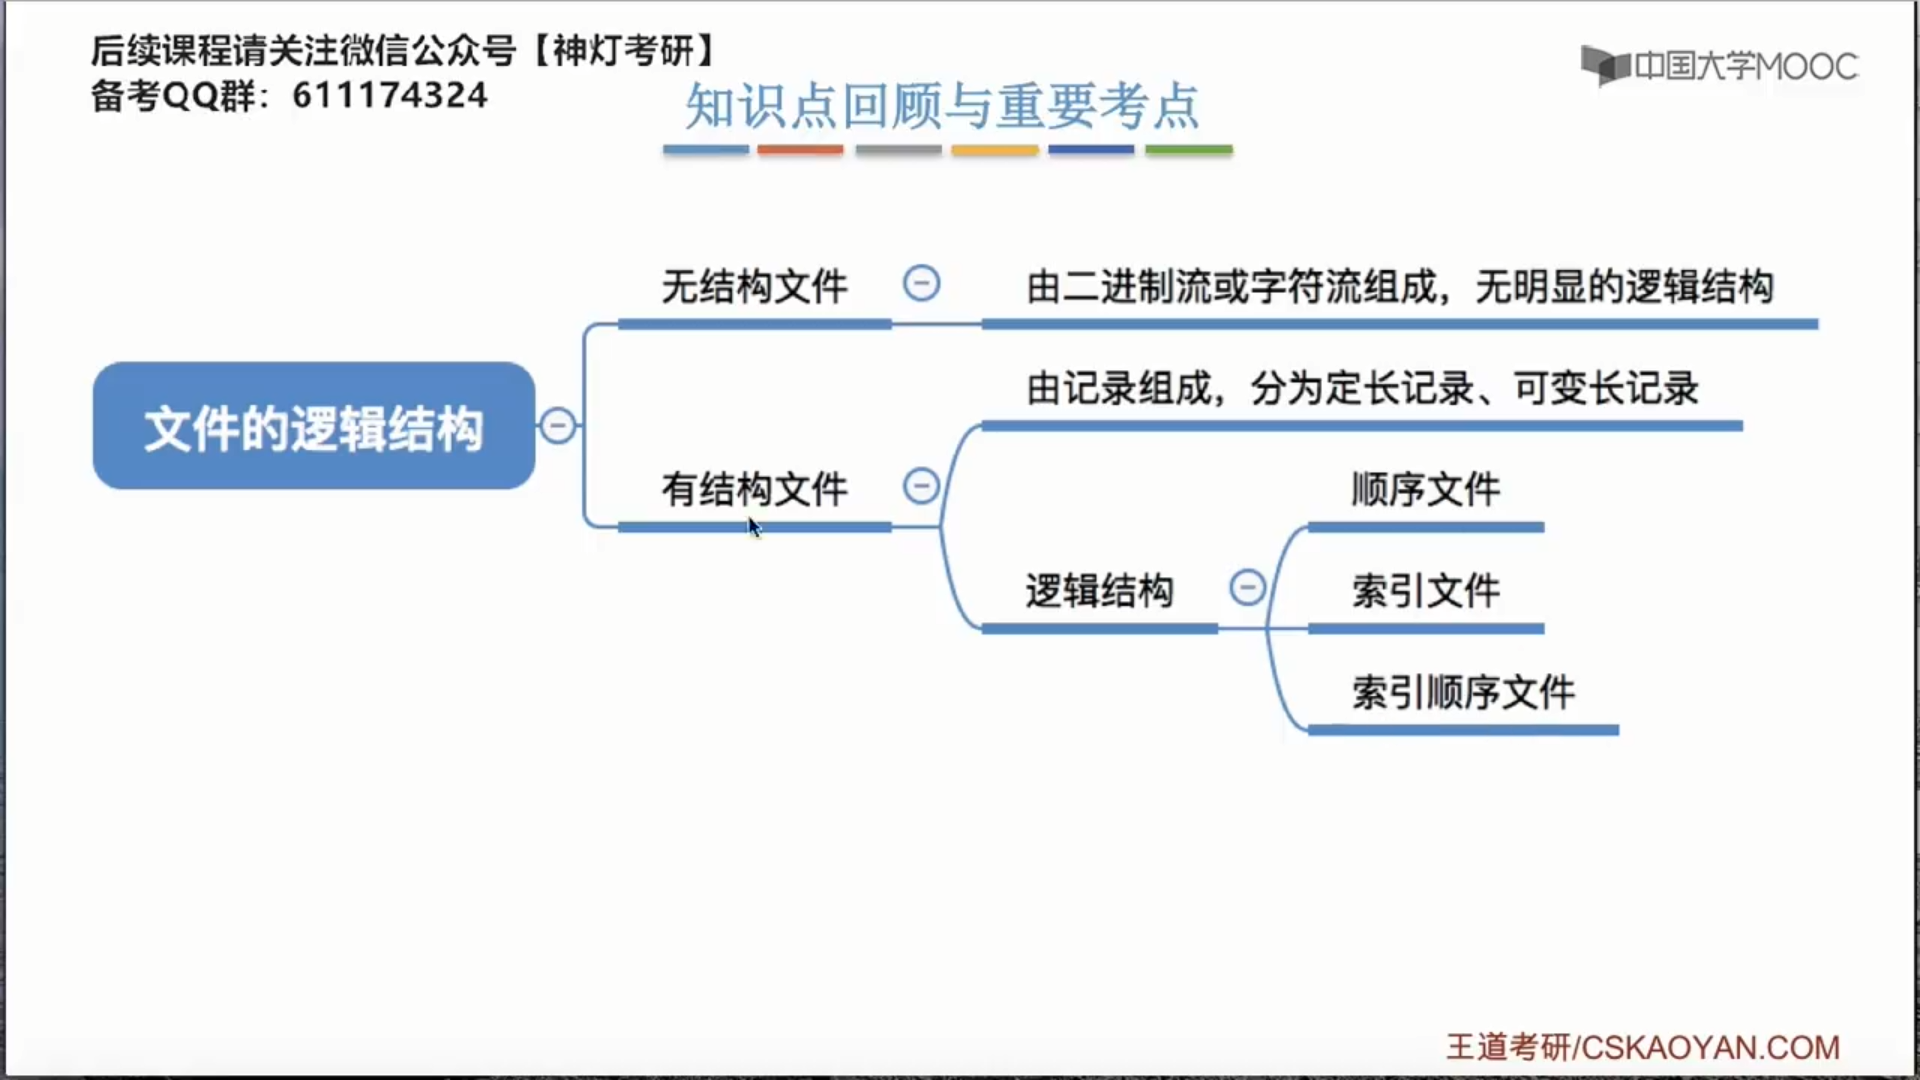 后续课程请关注微信公众号【神灯考研】
备考QQ群：611174324
中国大学MOOC
知识点回顾与重要考点
文件的逻辑结构
无结构文件
由二进制流或字符流组成，无明显的逻辑结构
有结构文件
由记录组成，分为定长记录、可变长记录
逻辑结构
顺序文件
索引文件
索引顺序文件
王道考研/CSKAOYAN.COM